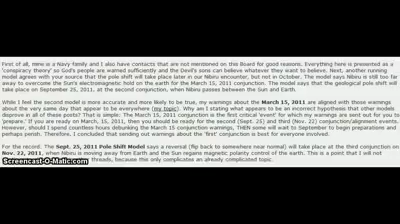 First of all, mine is a Navy family and I also have contacts that are not mentioned on this Board for good reasons. Everything here is presented as a
'conspiracy theory' so God's people are warned sufficiently and the Devil's sons can believe whatever they want to believe. Next, another running
model agrees with your source that the pole shift will take place later in our Nibiru encounter, but not in October. The model says Nibiru is still too far
away to overcome the Sun's electromagnetic hold on the earth for the March 15, 2011 conjunction. The model says that the geological pole shift will
take place on September 25, 2011, at the second conjunction, when Nibiru passes between the Sun and Earth.
While I feel the second model is more accurate and more likely to be true, my warnings about the March 15, 2011 are aligned with those warnings
about the very same day that appear to be everywhere (my topic). Why am I stating what appears to be an incorrect hypothesis that other models
disprove in all of these posts? That is simple: The March 15, 2011 conjunction is the first critical 'event' for which my warnings are sent out for you to
'prepare.' If you are ready on March, 15, 2011, then you should be ready for the second (Sept. 25) and third (Nov. 22) conjunction/alignment events.
However, should I spend countless hours debunking the March 15 conjunction warnings, THEN some will wait to September to begin preparations and
perhaps perish. Therefore, I concluded that sending out warnings about the 'first' conjunction is best for everyone involved.
For the record: The Sept. 25, 2011 Pole Shift Model says a reversal (flip back to somewhere near normal) will take place at the third conjunction on
Nov. 22, 2011, when Nibiru is moving away from Earth and the Sun regains magnetic polarity control of the earth. This is a point that I will not
threads, because this only complicates an already complicated topic.
Screencast-O-Matic.com